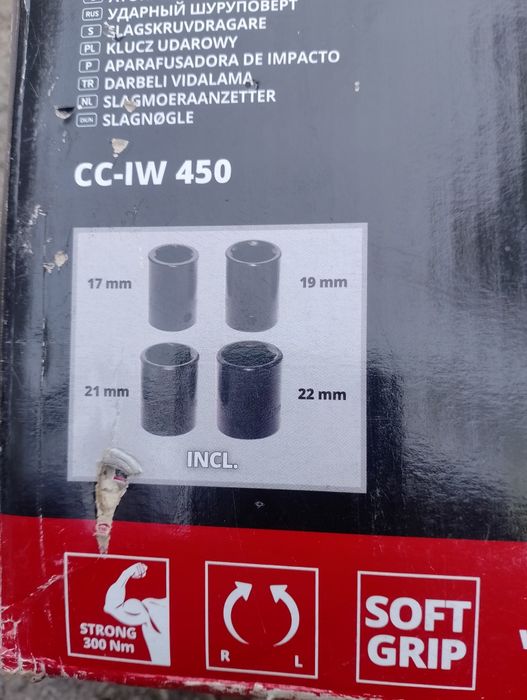 RUS УДАРНЫЙ ШУРУПОВЕРТ
S SLAGSKRUVDRAGARE
PL KLUCZ UDAROWY
P APARAFUSADORA DE IMPACTO
TR DARBELI VIDALAMA
NL SLAGMOERAANZETTER
DK/N SLAGNØGLE
CC-IW 450
17 mm
19 mm
21 mm
22 mm
INCL.
STRONG
300 Nm
R L
SOFT
GRIP